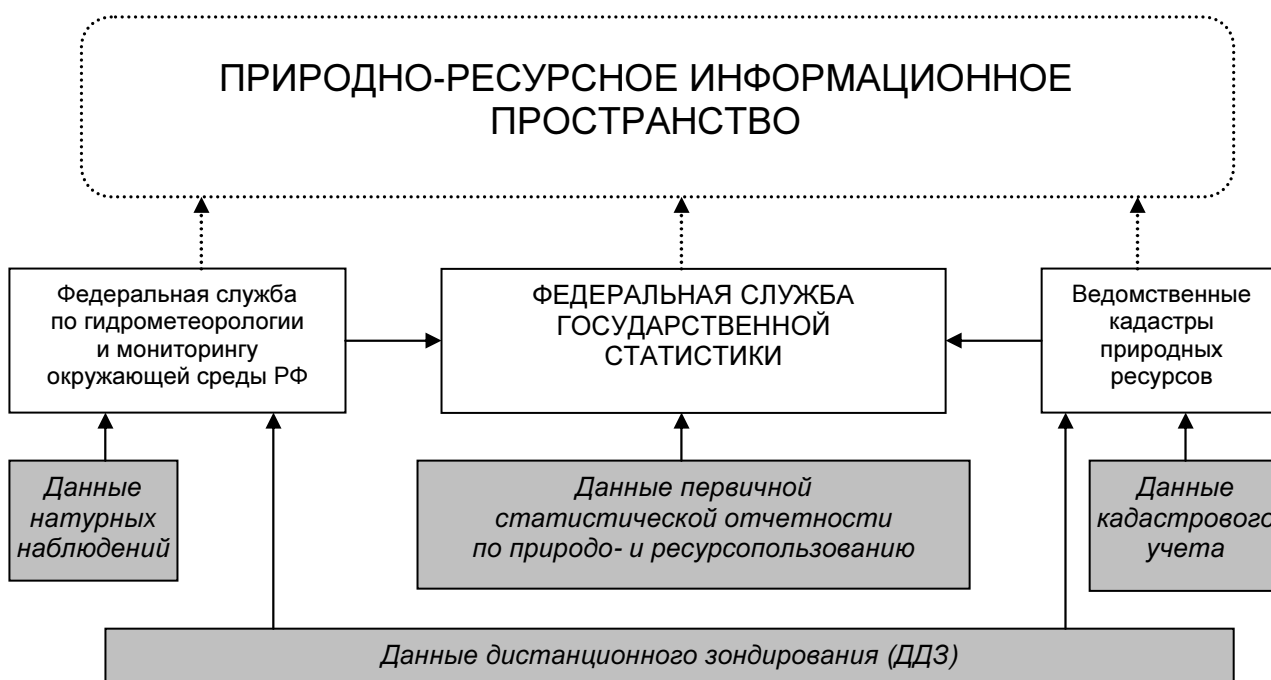 ПРИРОДНО-РЕСУРСНОЕ ИНФОРМАЦИОННОЕ
ПРОСТРАНСТВО
Федеральная служба
по гидрометеорологии
и мониторингу
окружающей среды РФ
ФЕДЕРАЛЬНАЯ СЛУЖБА
ГОСУДАРСТВЕННОЙ
СТАТИСТИКИ
Ведомственные
кадастры
природных
ресурсов
Данные
натурных
наблюдений
Данные первичной
статистической отчетности
по природо- и ресурсопользованию
Данные
кадастрового
учета
Данные дистанционного зондирования (ДДЗ)